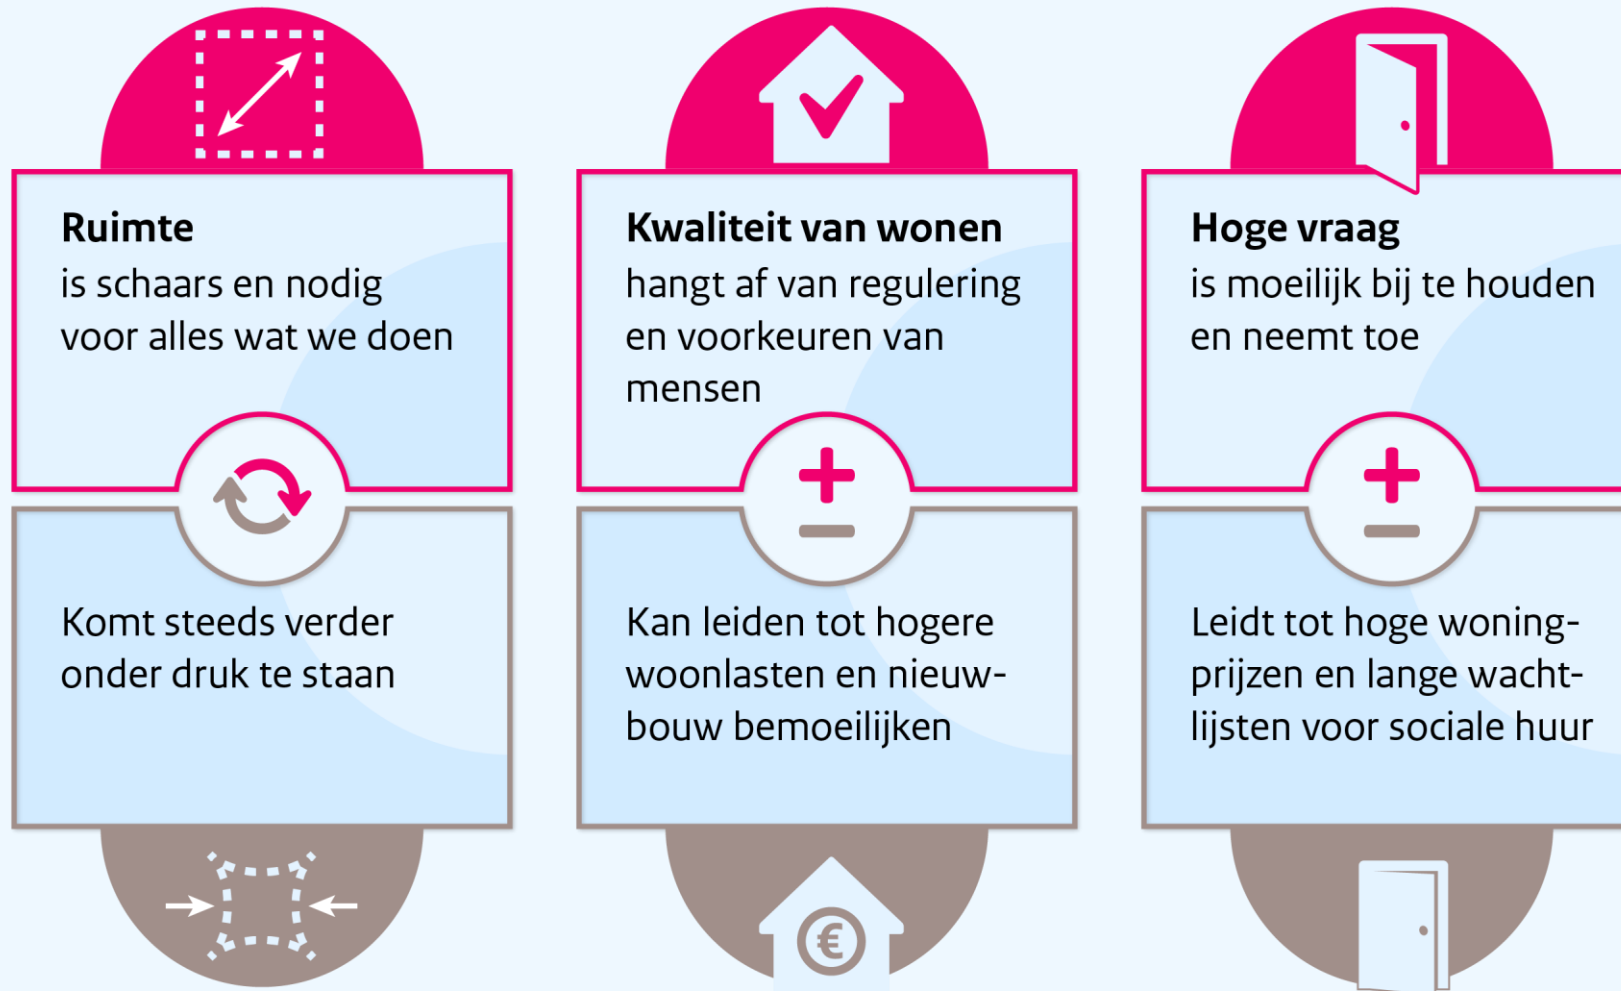 Ruimte
is schaars en nodig
voor alles wat we doen
Komt steeds verder
onder druk te staan
Kwaliteit van wonen
hangt af van regulering
en voorkeuren van
mensen
Kan leiden tot hogere
woonlasten en nieuw-
bouw bemoeilijken
€
Hoge vraag
is moeilijk bij te houden
en neemt toe
Leidt tot hoge woning-
prijzen en lange wacht-
lijsten voor sociale huur